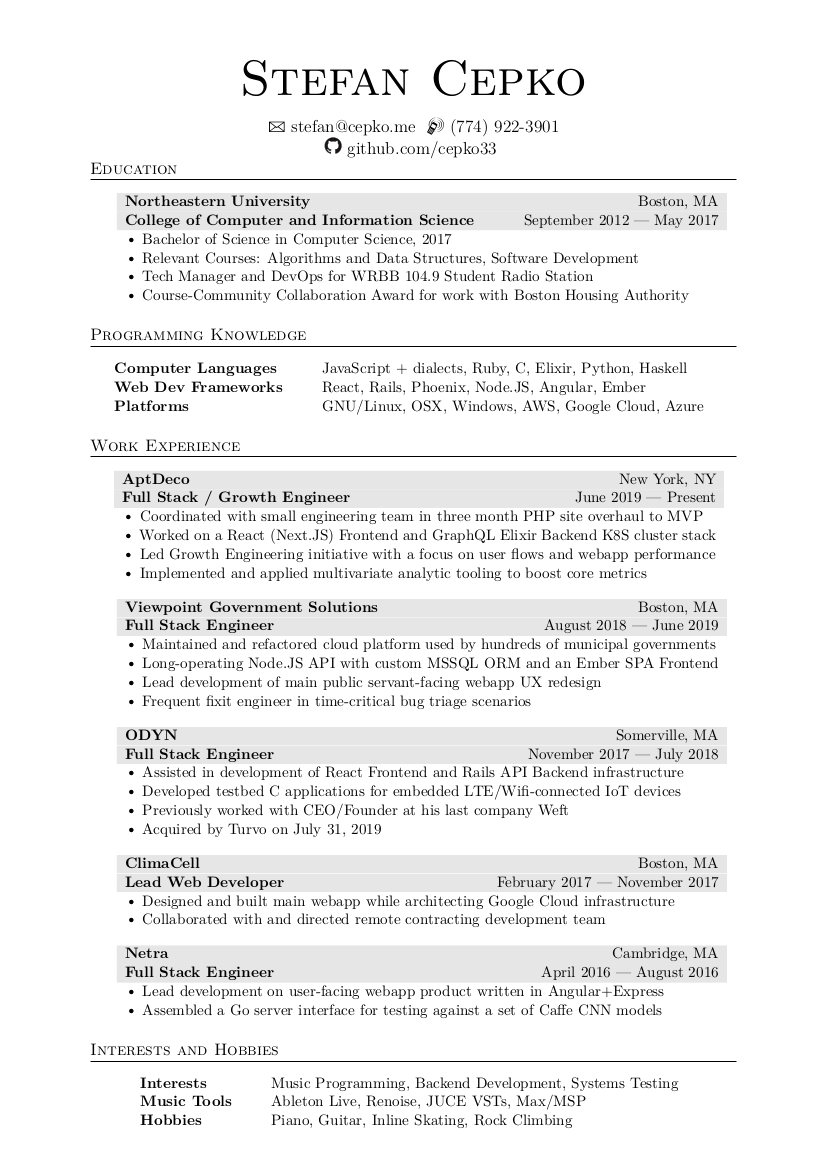 Stefan Cepko
stefan@cepko.me (774) 922-3901
github.com/cepko33
Education
Northeastern University Boston, MA
College of Computer and Information Science September 2012 — May 2017
• Bachelor of Science in Computer Science, 2017
• Relevant Courses: Algorithms and Data Structures, Software Development
• Tech Manager and DevOps for WRBB 104.9 Student Radio Station
• Course-Community Collaboration Award for work with Boston Housing Authority
Programming Knowledge
Computer Languages JavaScript + dialects, Ruby, C, Elixir, Python, Haskell
Web Dev Frameworks React, Rails, Phoenix, Node.JS, Angular, Ember
Platforms GNU/Linux, OSX, Windows, AWS, Google Cloud, Azure
Work Experience
AptDeco New York, NY
Full Stack / Growth Engineer June 2019 — Present
• Coordinated with small engineering team in three month PHP site overhaul to MVP
• Worked on a React (Next.JS) Frontend and GraphQL Elixir Backend K8S cluster stack
• Led Growth Engineering initiative with a focus on user flows and webapp performance
• Implemented and applied multivariate analytic tooling to boost core metrics
Viewpoint Government Solutions Boston, MA
Full Stack Engineer August 2018 — June 2019
• Maintained and refactored cloud platform used by hundreds of municipal governments
• Long-operating Node.JS API with custom MSSQL ORM and an Ember SPA Frontend
• Lead development of main public servant-facing webapp UX redesign
• Frequent fixit engineer in time-critical bug triage scenarios
ODYN Somerville, MA
Full Stack Engineer November 2017 — July 2018
• Assisted in development of React Frontend and Rails API Backend infrastructure
• Developed testbed C applications for embedded LTE/Wifi-connected IoT devices
• Previously worked with CEO/Founder at his last company Weft
• Acquired by Turvo on July 31, 2019
ClimaCell Boston, MA
Lead Web Developer February 2017 — November 2017
• Designed and built main webapp while architecting Google Cloud infrastructure
• Collaborated with and directed remote contracting development team
Netra Cambridge, MA
Full Stack Engineer April 2016 — August 2016
• Lead development on user-facing webapp product written in Angular+Express
• Assembled a Go server interface for testing against a set of Caffe CNN models
Interests and Hobbies
Interests Music Programming, Backend Development, Systems Testing
Music Tools Ableton Live, Renoise, JUCE VSTs, Max/MSP
Hobbies Piano, Guitar, Inline Skating, Rock Climbing